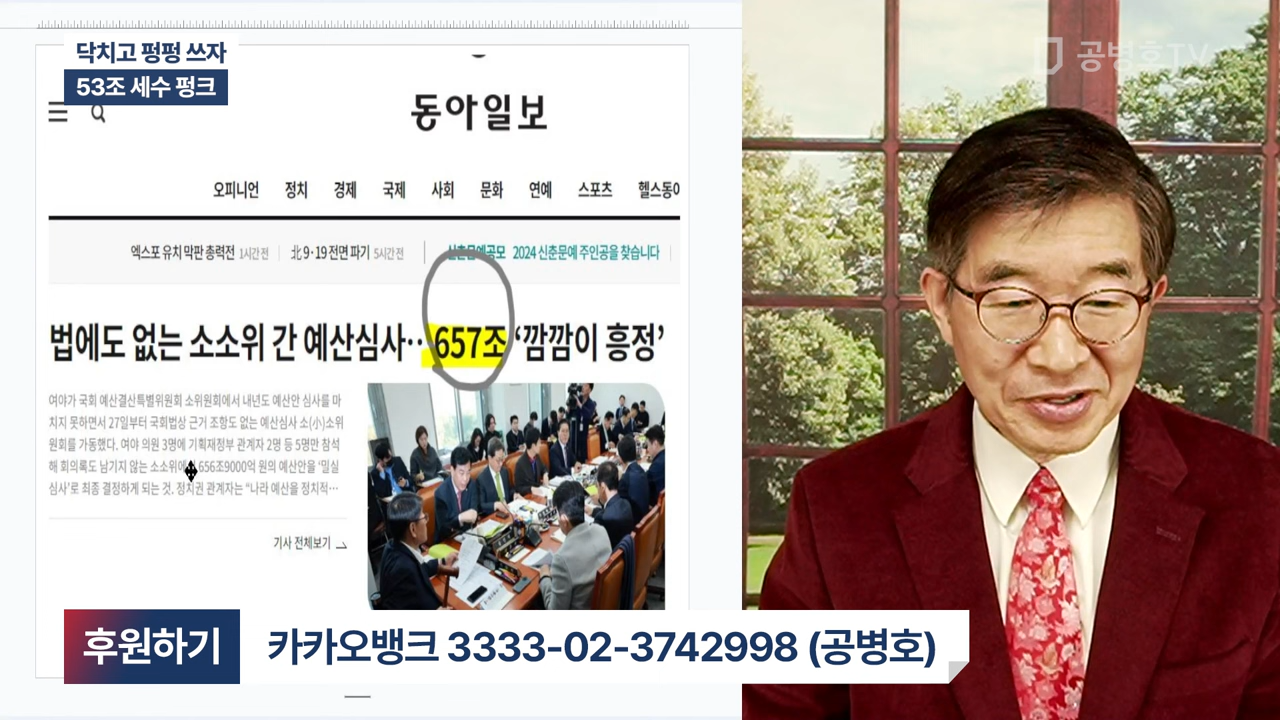 닥치고 펑펑 쓰자
53조 세수 펑크
공병호TV
동아일보
오피니언 정치 경제 국제 사회 문화 연예 스포츠 헬스동아
엑스포 유치 막판 총력전 1시간 전 北 9·19 전면 파기 5시간 전 신춘문예공모 2024 신춘문예 주인공을 찾습니다
법에도 없는 소소위 간 예산심사… 657조 ‘깜깜이 흥정’
여야가 국회 예산결산특별위원회 소위원회에서 내년도 예산안 심사를 마
치지 못하면서 27일부터 국회법상 근거 조항도 없는 예산심사 소(小)소위
원회를 가동했다. 여야 의원 3명에 기획재정부 관계자 2명 등 5명만 참석
해 회의록도 남기지 않는 소소위에 656조9000억 원의 예산안을 ‘밀실
심사’로 최종 결정하게 되는 것. 정치권 관계자는 “나라 예산을 정치적…
기사 전체보기
후원하기
카카오뱅크 3333-02-3742998 (공병호)